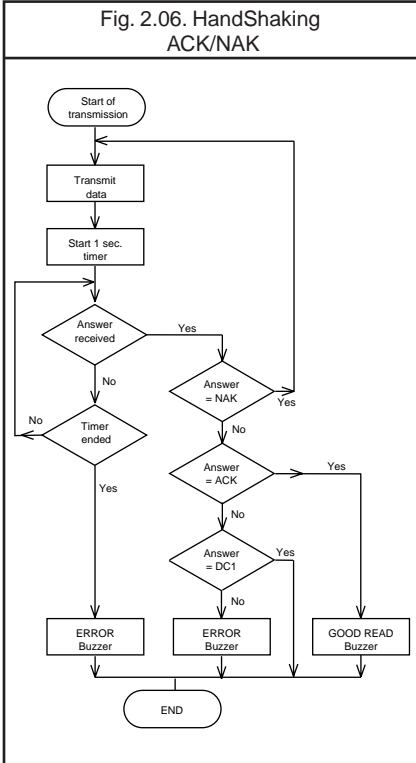 Fig. 2.06. HandShaking
ACK/NAK
Start of
transmission
Transmit
data
Start 1 sec.
timer
Answer
received
Yes
No
Answer
= NAK
Yes
No
Timer
ended
No
Yes
Answer
= ACK
Yes
No
Answer
= DC1
Yes
No
ERROR
Buzzer
ERROR
Buzzer
GOOD READ
Buzzer
END